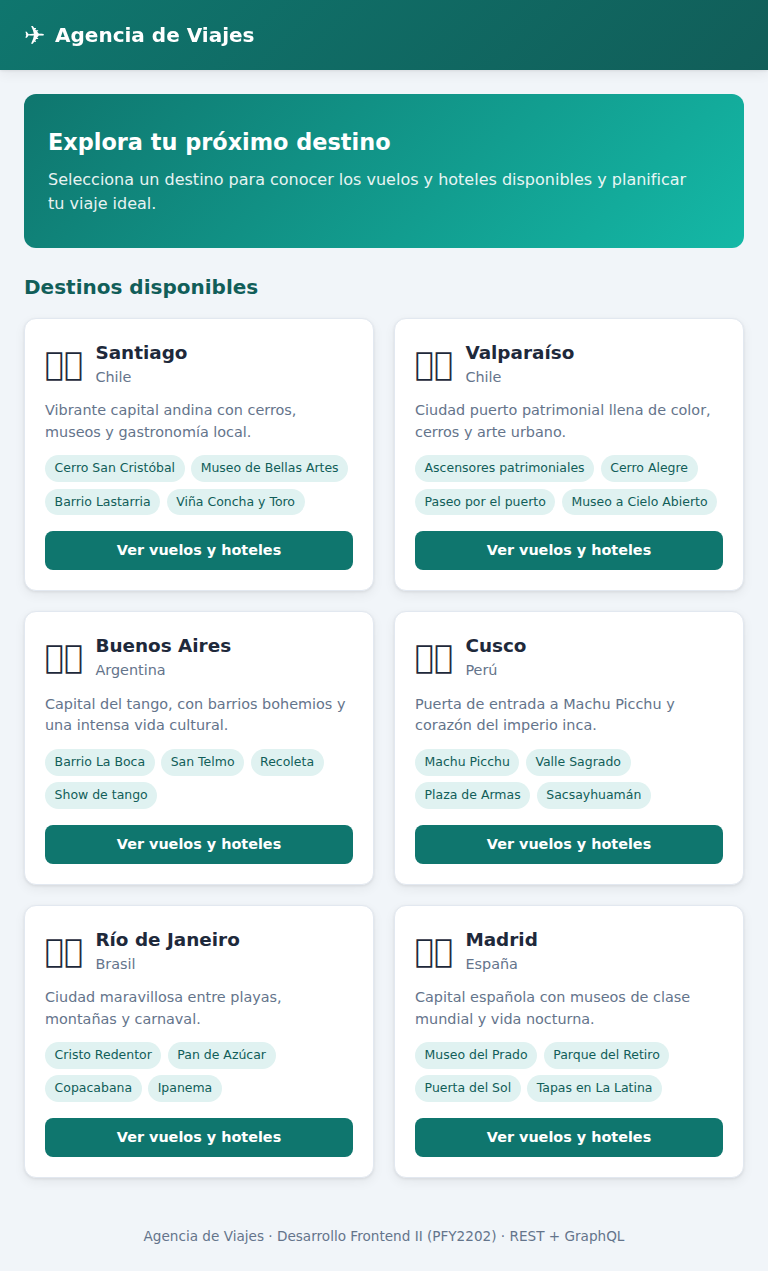 ✈ Agencia de Viajes
Explora tu próximo destino
Selecciona un destino para conocer los vuelos y hoteles disponibles y planificar
tu viaje ideal.
Destinos disponibles
Santiago
Chile
Vibrante capital andina con cerros,
museos y gastronomía local.
Cerro San Cristóbal Museo de Bellas Artes
Barrio Lastarria Viña Concha y Toro
Ver vuelos y hoteles
Valparaíso
Chile
Ciudad puerto patrimonial llena de color,
cerros y arte urbano.
Ascensores patrimoniales Cerro Alegre
Paseo por el puerto Museo a Cielo Abierto
Ver vuelos y hoteles
Buenos Aires
Argentina
Capital del tango, con barrios bohemios y
una intensa vida cultural.
Barrio La Boca San Telmo Recoleta
Show de tango
Ver vuelos y hoteles
Cusco
Perú
Puerta de entrada a Machu Picchu y
corazón del imperio inca.
Machu Picchu Valle Sagrado
Plaza de Armas Sacsayhuamán
Ver vuelos y hoteles
Río de Janeiro
Brasil
Ciudad maravillosa entre playas,
montañas y carnaval.
Cristo Redentor Pan de Azúcar
Copacabana Ipanema
Ver vuelos y hoteles
Madrid
España
Capital española con museos de clase
mundial y vida nocturna.
Museo del Prado Parque del Retiro
Puerta del Sol Tapas en La Latina
Ver vuelos y hoteles
Agencia de Viajes · Desarrollo Frontend II (PFY2202) · REST + GraphQL